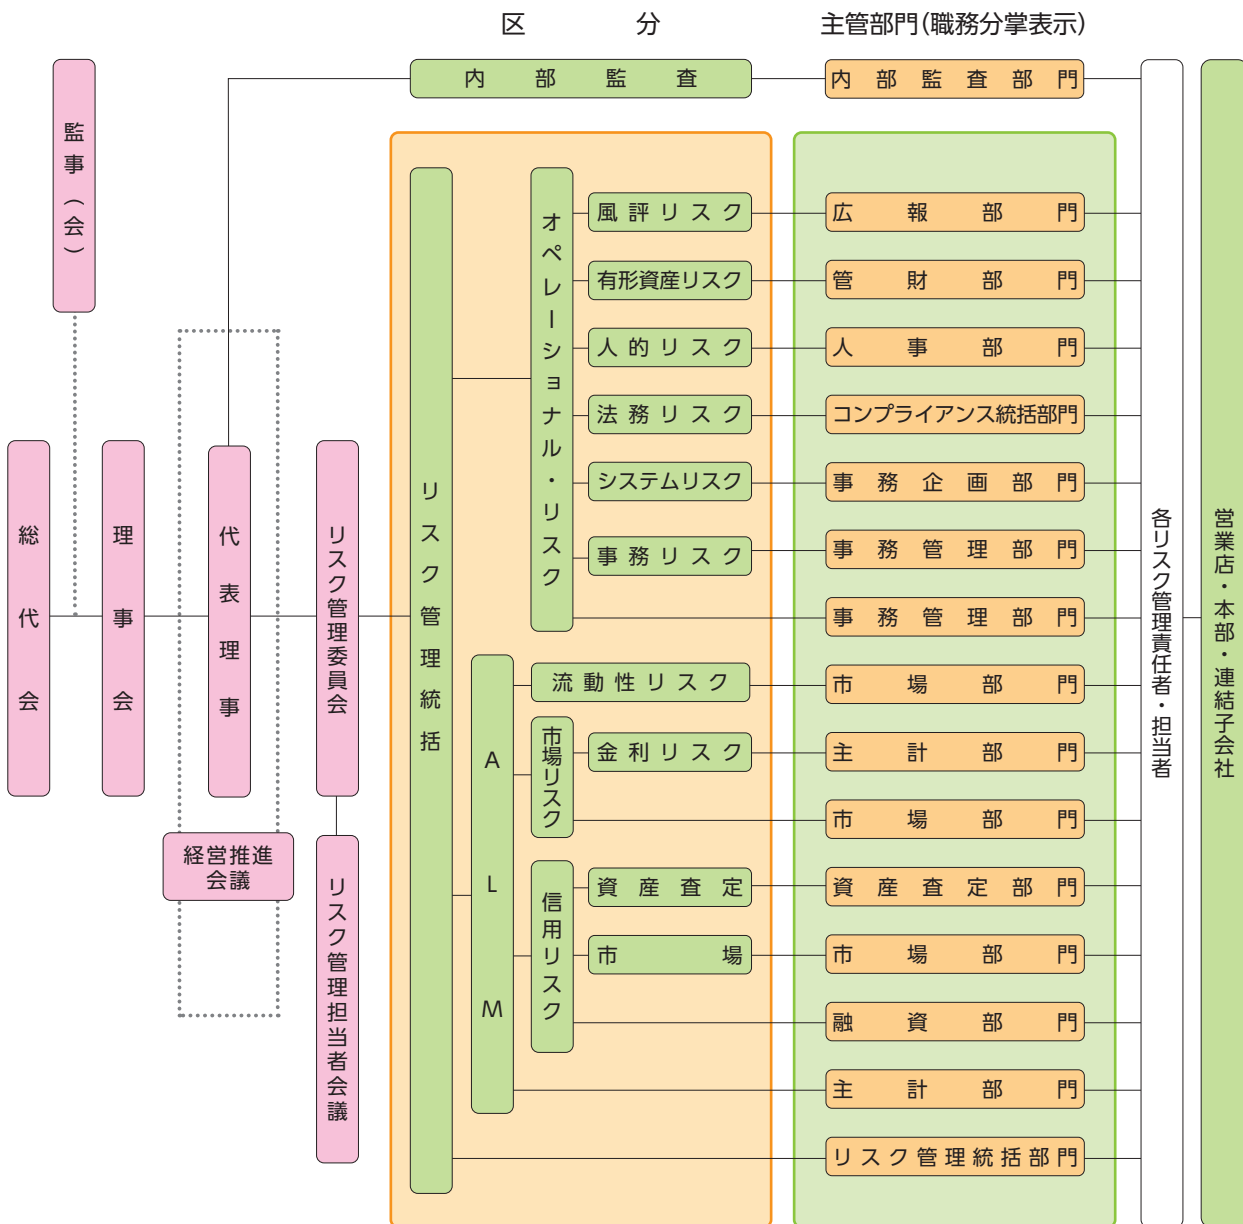 区分
主管部門(職務分掌表示)
内部監査
内部監査部門
監事(会)
総代会
理事会
代表理事
経営推進
会議
リスク管理委員会
リスク管理担当者会議
リスク管理統括
オペレーショナル・リスク
風評リスク
広報部門
有形資産リスク
管財部門
人的リスク
人事部門
法務リスク
コンプライアンス統括部門
システムリスク
事務企画部門
事務リスク
事務管理部門
事務管理部門
ALM
流動性リスク
市場部門
市場リスク
金利リスク
主計部門
市場部門
信用リスク
資産査定
資産査定部門
市場
市場部門
融資部門
主計部門
リスク管理統括部門
各リスク管理責任者・担当者
営業店・本部・連結子会社